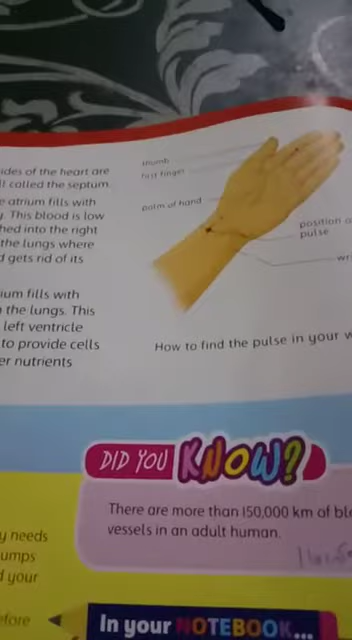 ides of the heart are
ll called the septum.
e atrium fills with
y. This blood is low
hed into the right
the lungs where
d gets rid of its
ium fills with
n the lungs. This
left ventricle
to provide cells
er nutrients
thumb
first finger
palm of hand
position o
pulse
wr
How to find the pulse in your w
DID YOU KNOW?
There are more than 150,000 km of blo
vessels in an adult human.
y needs
umps
d your
efore
In your NOTEBOOK...